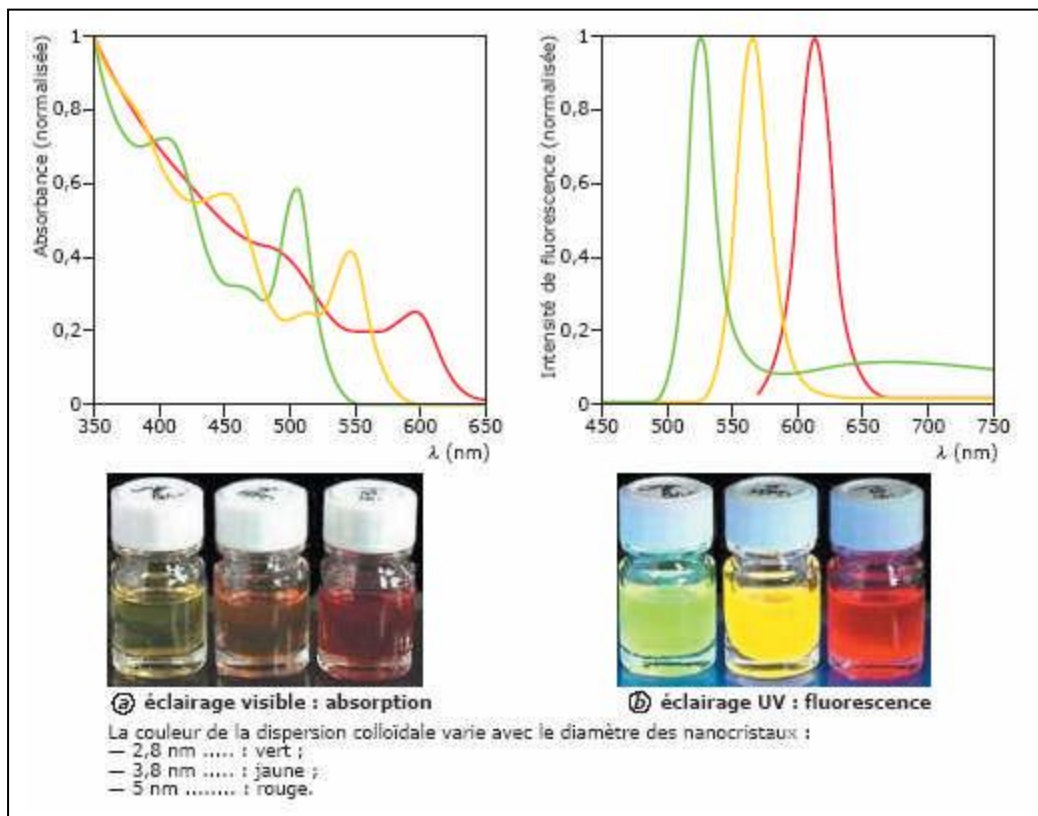 Absorbance (normalisée)
1
0,8
0,6
0,4
0,2
0
350 400 450 500 550 600 650
λ (nm)
Intensité de fluorescence (normalisée)
1
0,8
0,6
0,4
0,2
0
450 500 550 600 650 700 750
λ (nm)
a éclairage visible : absorption
b éclairage UV : fluorescence
La couleur de la dispersion colloïdale varie avec le diamètre des nanocristaux :
— 2,8 nm ..... : vert ;
— 3,8 nm ..... : jaune ;
— 5 nm ........ : rouge.